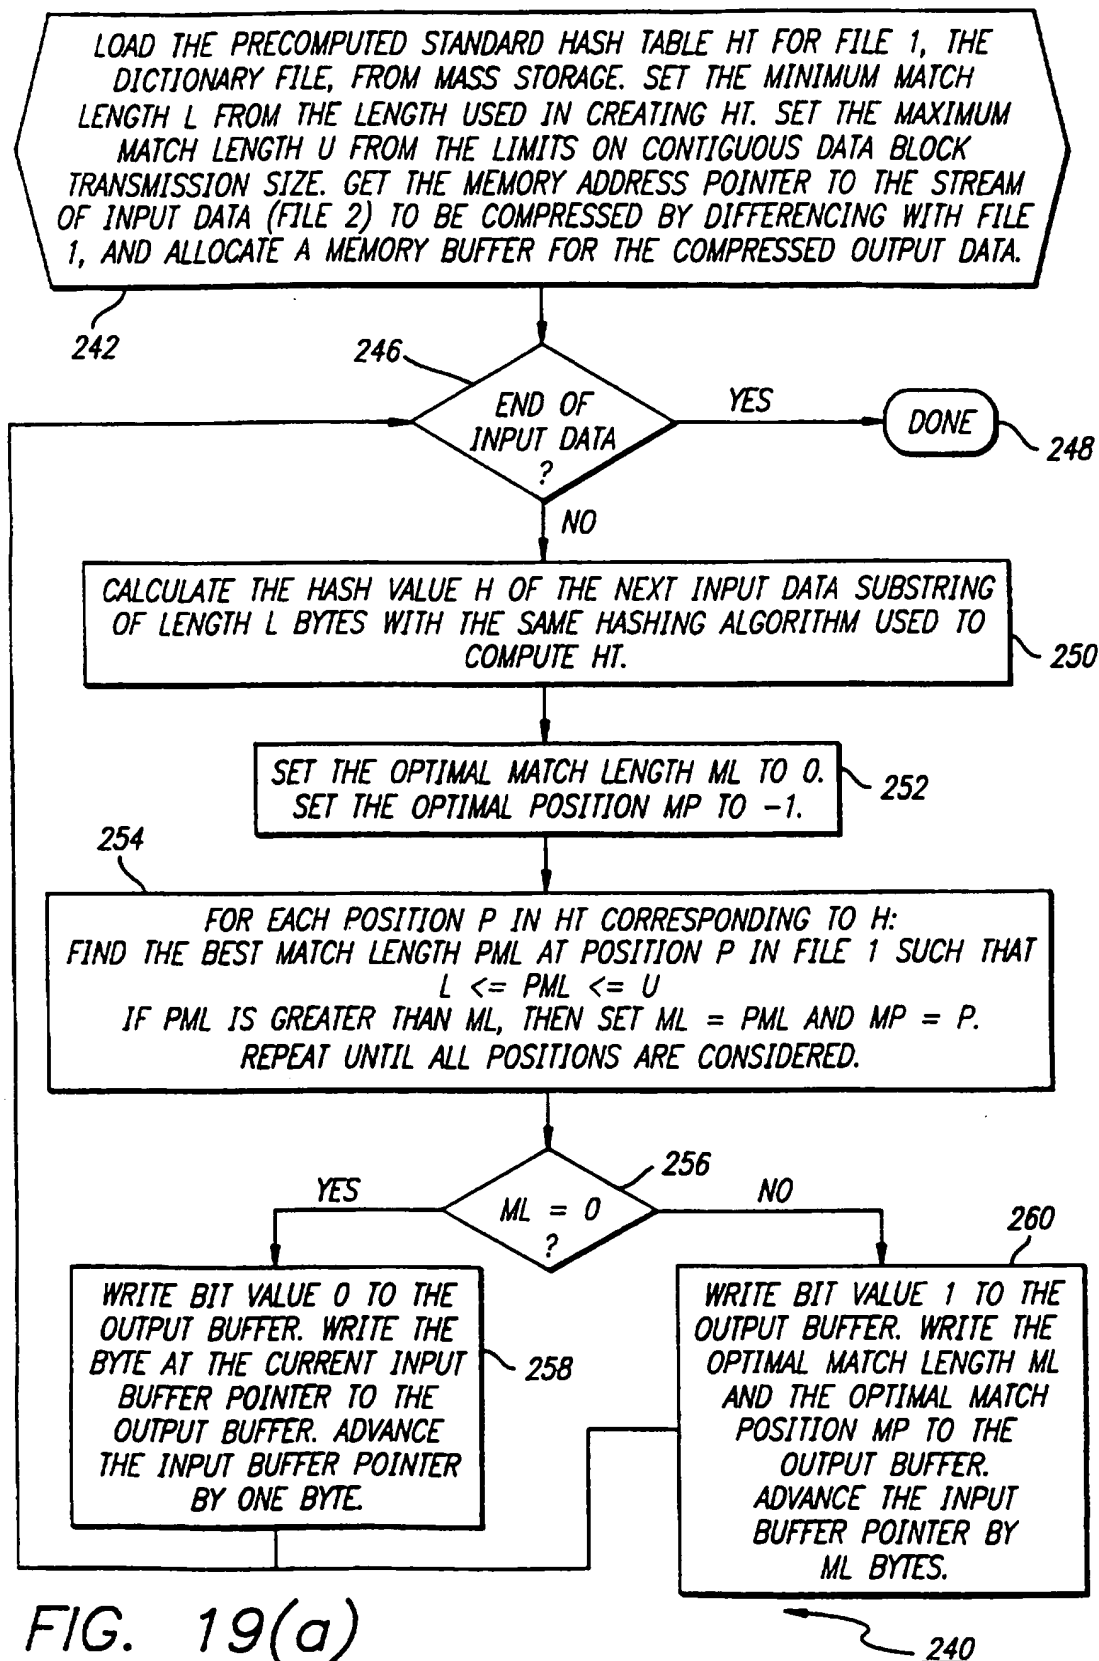 LOAD THE PRECOMPUTED STANDARD HASH TABLE HT FOR FILE 1, THE
DICTIONARY FILE, FROM MASS STORAGE. SET THE MINIMUM MATCH
LENGTH L FROM THE LENGTH USED IN CREATING HT. SET THE MAXIMUM
MATCH LENGTH U FROM THE LIMITS ON CONTIGUOUS DATA BLOCK
TRANSMISSION SIZE. GET THE MEMORY ADDRESS POINTER TO THE STREAM
OF INPUT DATA (FILE 2) TO BE COMPRESSED BY DIFFERENCING WITH FILE
1, AND ALLOCATE A MEMORY BUFFER FOR THE COMPRESSED OUTPUT DATA.
242
246
END OF
INPUT DATA
?
YES
DONE
248
NO
CALCULATE THE HASH VALUE H OF THE NEXT INPUT DATA SUBSTRING
OF LENGTH L BYTES WITH THE SAME HASHING ALGORITHM USED TO
COMPUTE HT.
250
SET THE OPTIMAL MATCH LENGTH ML TO 0.
SET THE OPTIMAL POSITION MP TO -1.
252
254
FOR EACH POSITION P IN HT CORRESPONDING TO H:
FIND THE BEST MATCH LENGTH PML AT POSITION P IN FILE 1 SUCH THAT
L <= PML <= U
IF PML IS GREATER THAN ML, THEN SET ML = PML AND MP = P.
REPEAT UNTIL ALL POSITIONS ARE CONSIDERED.
256
YES
ML = 0
?
NO
WRITE BIT VALUE 0 TO THE
OUTPUT BUFFER. WRITE THE
BYTE AT THE CURRENT INPUT
BUFFER POINTER TO THE
OUTPUT BUFFER. ADVANCE
THE INPUT BUFFER POINTER
BY ONE BYTE.
258
260
WRITE BIT VALUE 1 TO THE
OUTPUT BUFFER. WRITE THE
OPTIMAL MATCH LENGTH ML
AND THE OPTIMAL MATCH
POSITION MP TO THE
OUTPUT BUFFER.
ADVANCE THE INPUT
BUFFER POINTER BY
ML BYTES.
FIG. 19(a)
240